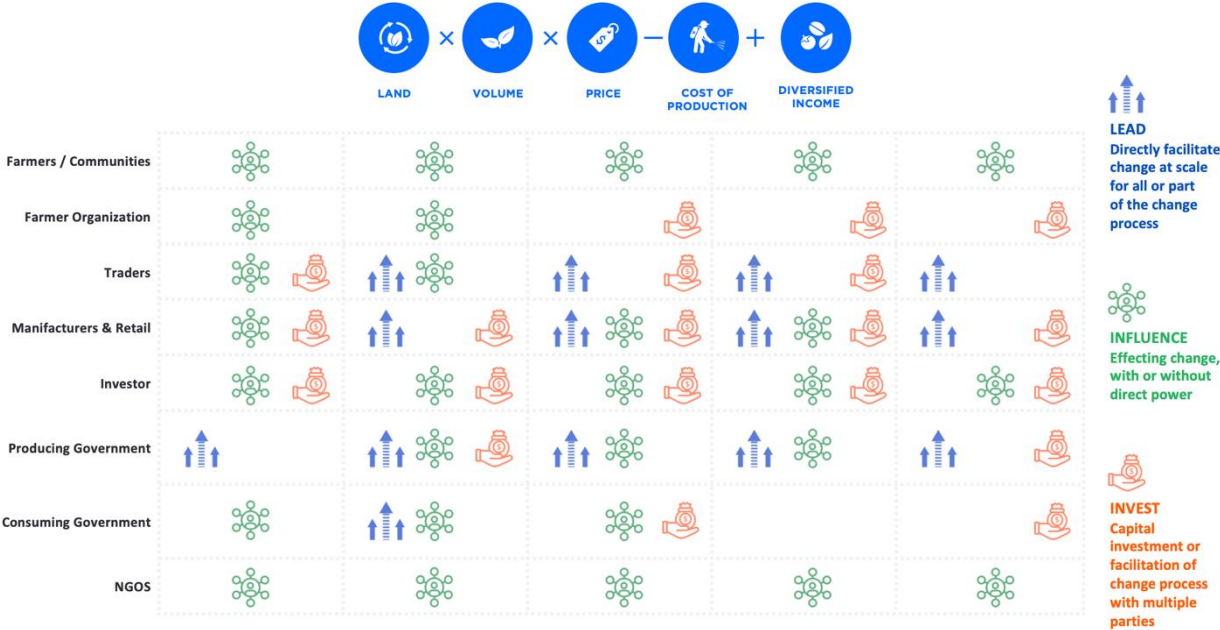 LAND
×
VOLUME
×
PRICE
−
COST OF
PRODUCTION
+
DIVERSIFIED
INCOME
Farmers / Communities
Farmer Organization
Traders
Manifacturers & Retail
Investor
Producing Government
Consuming Government
NGOS
LEAD
Directly facilitate
change at scale
for all or part
of the change
process
INFLUENCE
Effecting change,
with or without
direct power
INVEST
Capital
investment or
facilitation of
change process
with multiple
parties